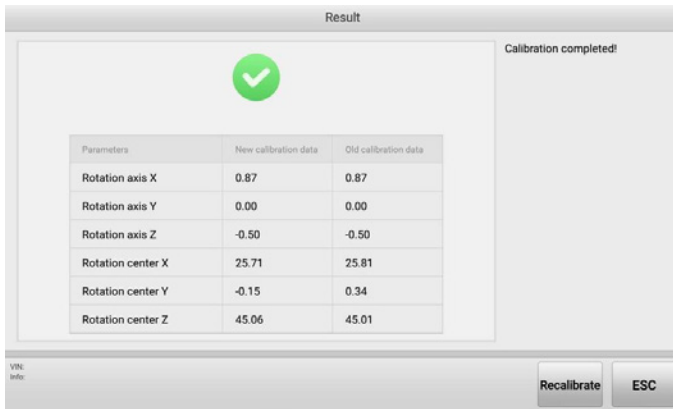 Result
Calibration completed!
Parameters New calibration data Old calibration data
Rotation axis X 0.87 0.87
Rotation axis Y 0.00 0.00
Rotation axis Z -0.50 -0.50
Rotation center X 25.71 25.81
Rotation center Y -0.15 0.34
Rotation center Z 45.06 45.01
VIN:
Info:
Recalibrate ESC